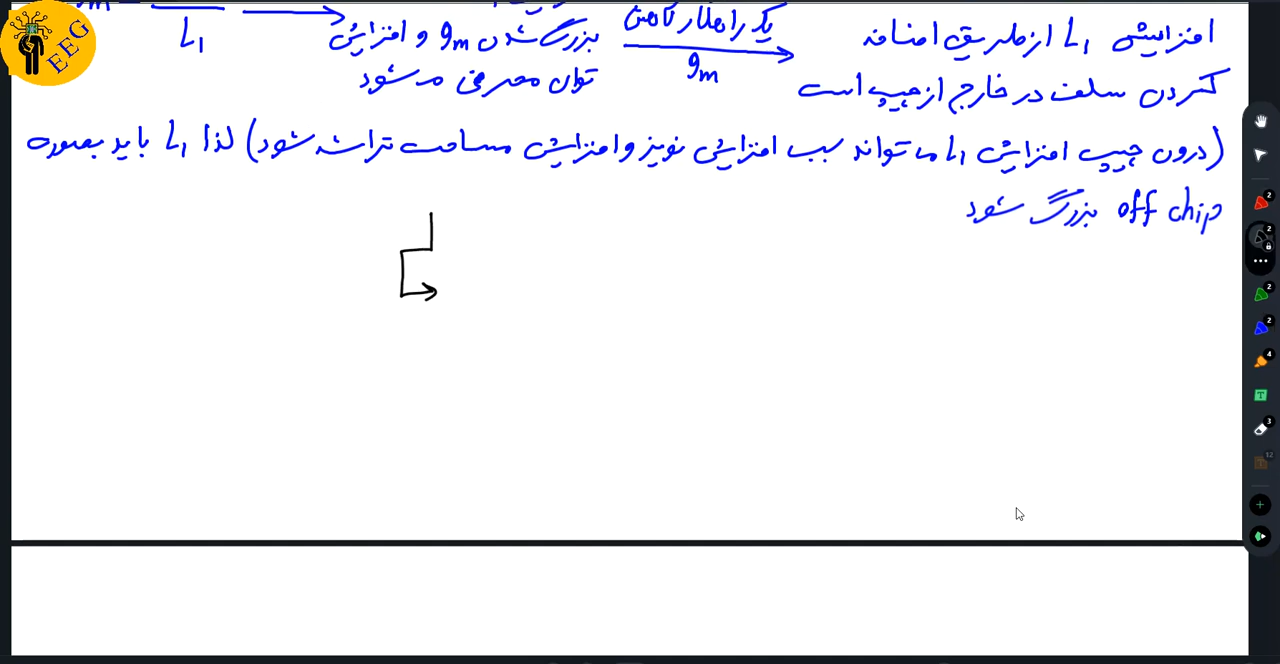 EEG
L1 بزرگ شدن gm و افزایش یک راهکار کاهش gm افزایش L1 از طریق اضافه
توان مصرفی می شود کردن سلف در خارج از چیپ است
(درون چیپ افزایش L1 می تواند سبب افزایش نویز و افزایش مساحت تراشه شود) لذا L1 باید بصورت
off chip بزرگ شود